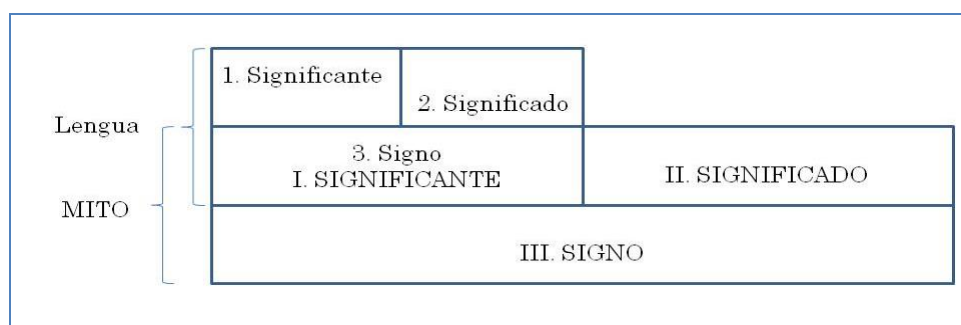 1. Significante
2. Significado
Lengua
3. Signo
I. SIGNIFICANTE
II. SIGNIFICADO
MITO
III. SIGNO